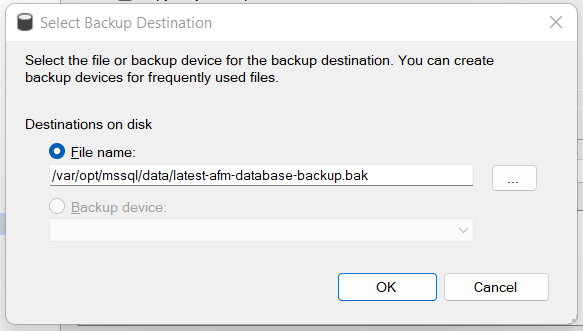 Select Backup Destination
Select the file or backup device for the backup destination. You can create
backup devices for frequently used files.
Destinations on disk
File name:
/var/opt/mssql/data/latest-afm-database-backup.bak
...
Backup device:
OK
Cancel